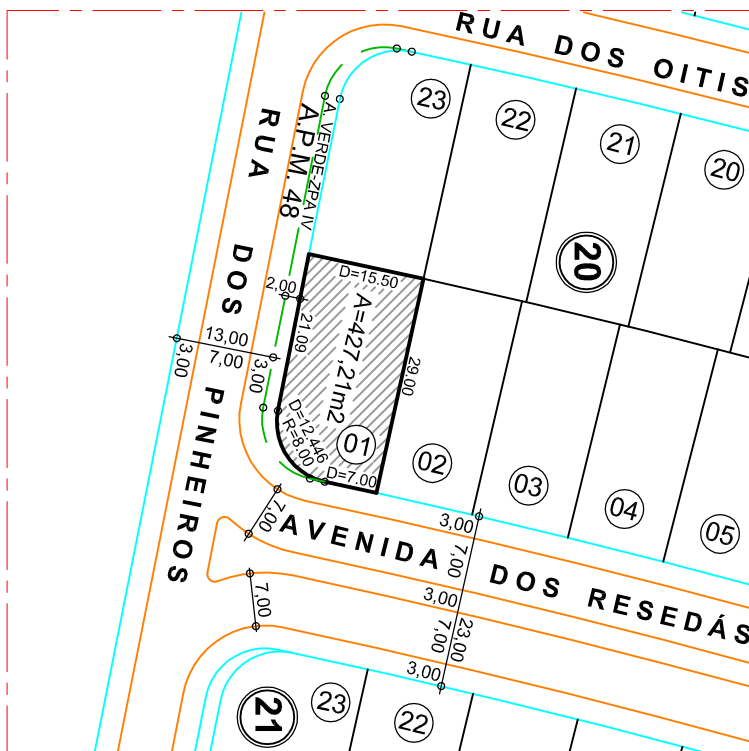 RUA DOS OITIS
23
22
21
20
20
RUA DOS PINHEIROS
A.P.M. 48
A. VERDE-ZPA IV
D=15.50
2,00
21.09
A=427,21m2
29.00
13,00
7,00
3,00
3,00
D=12.446
R=8.00
01
D=7.00
02
03
04
05
7,00
AVENIDA DOS RESEDÁS
3,00
7,00
3,00
7,00
7,00
23,00
3,00
21
23
22